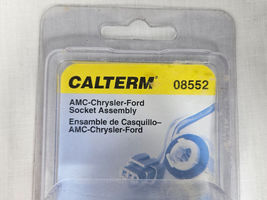 CALTERM® 08552
AMC-Chrysler-Ford
Socket Assembly
Ensamble de Casquillo–
AMC-Chrysler-Ford